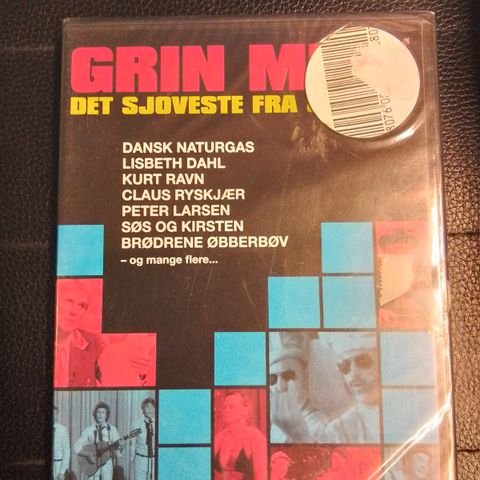 GRIN
DET SJOVESTE FRA
DANSK NATURGAS
LISBETH DAHL
KURT RAVN
CLAUS RYSKJÆR
PETER LARSEN
SØS OG KIRSTEN
BRØDRENE ØBBERBØV
– og mange flere...